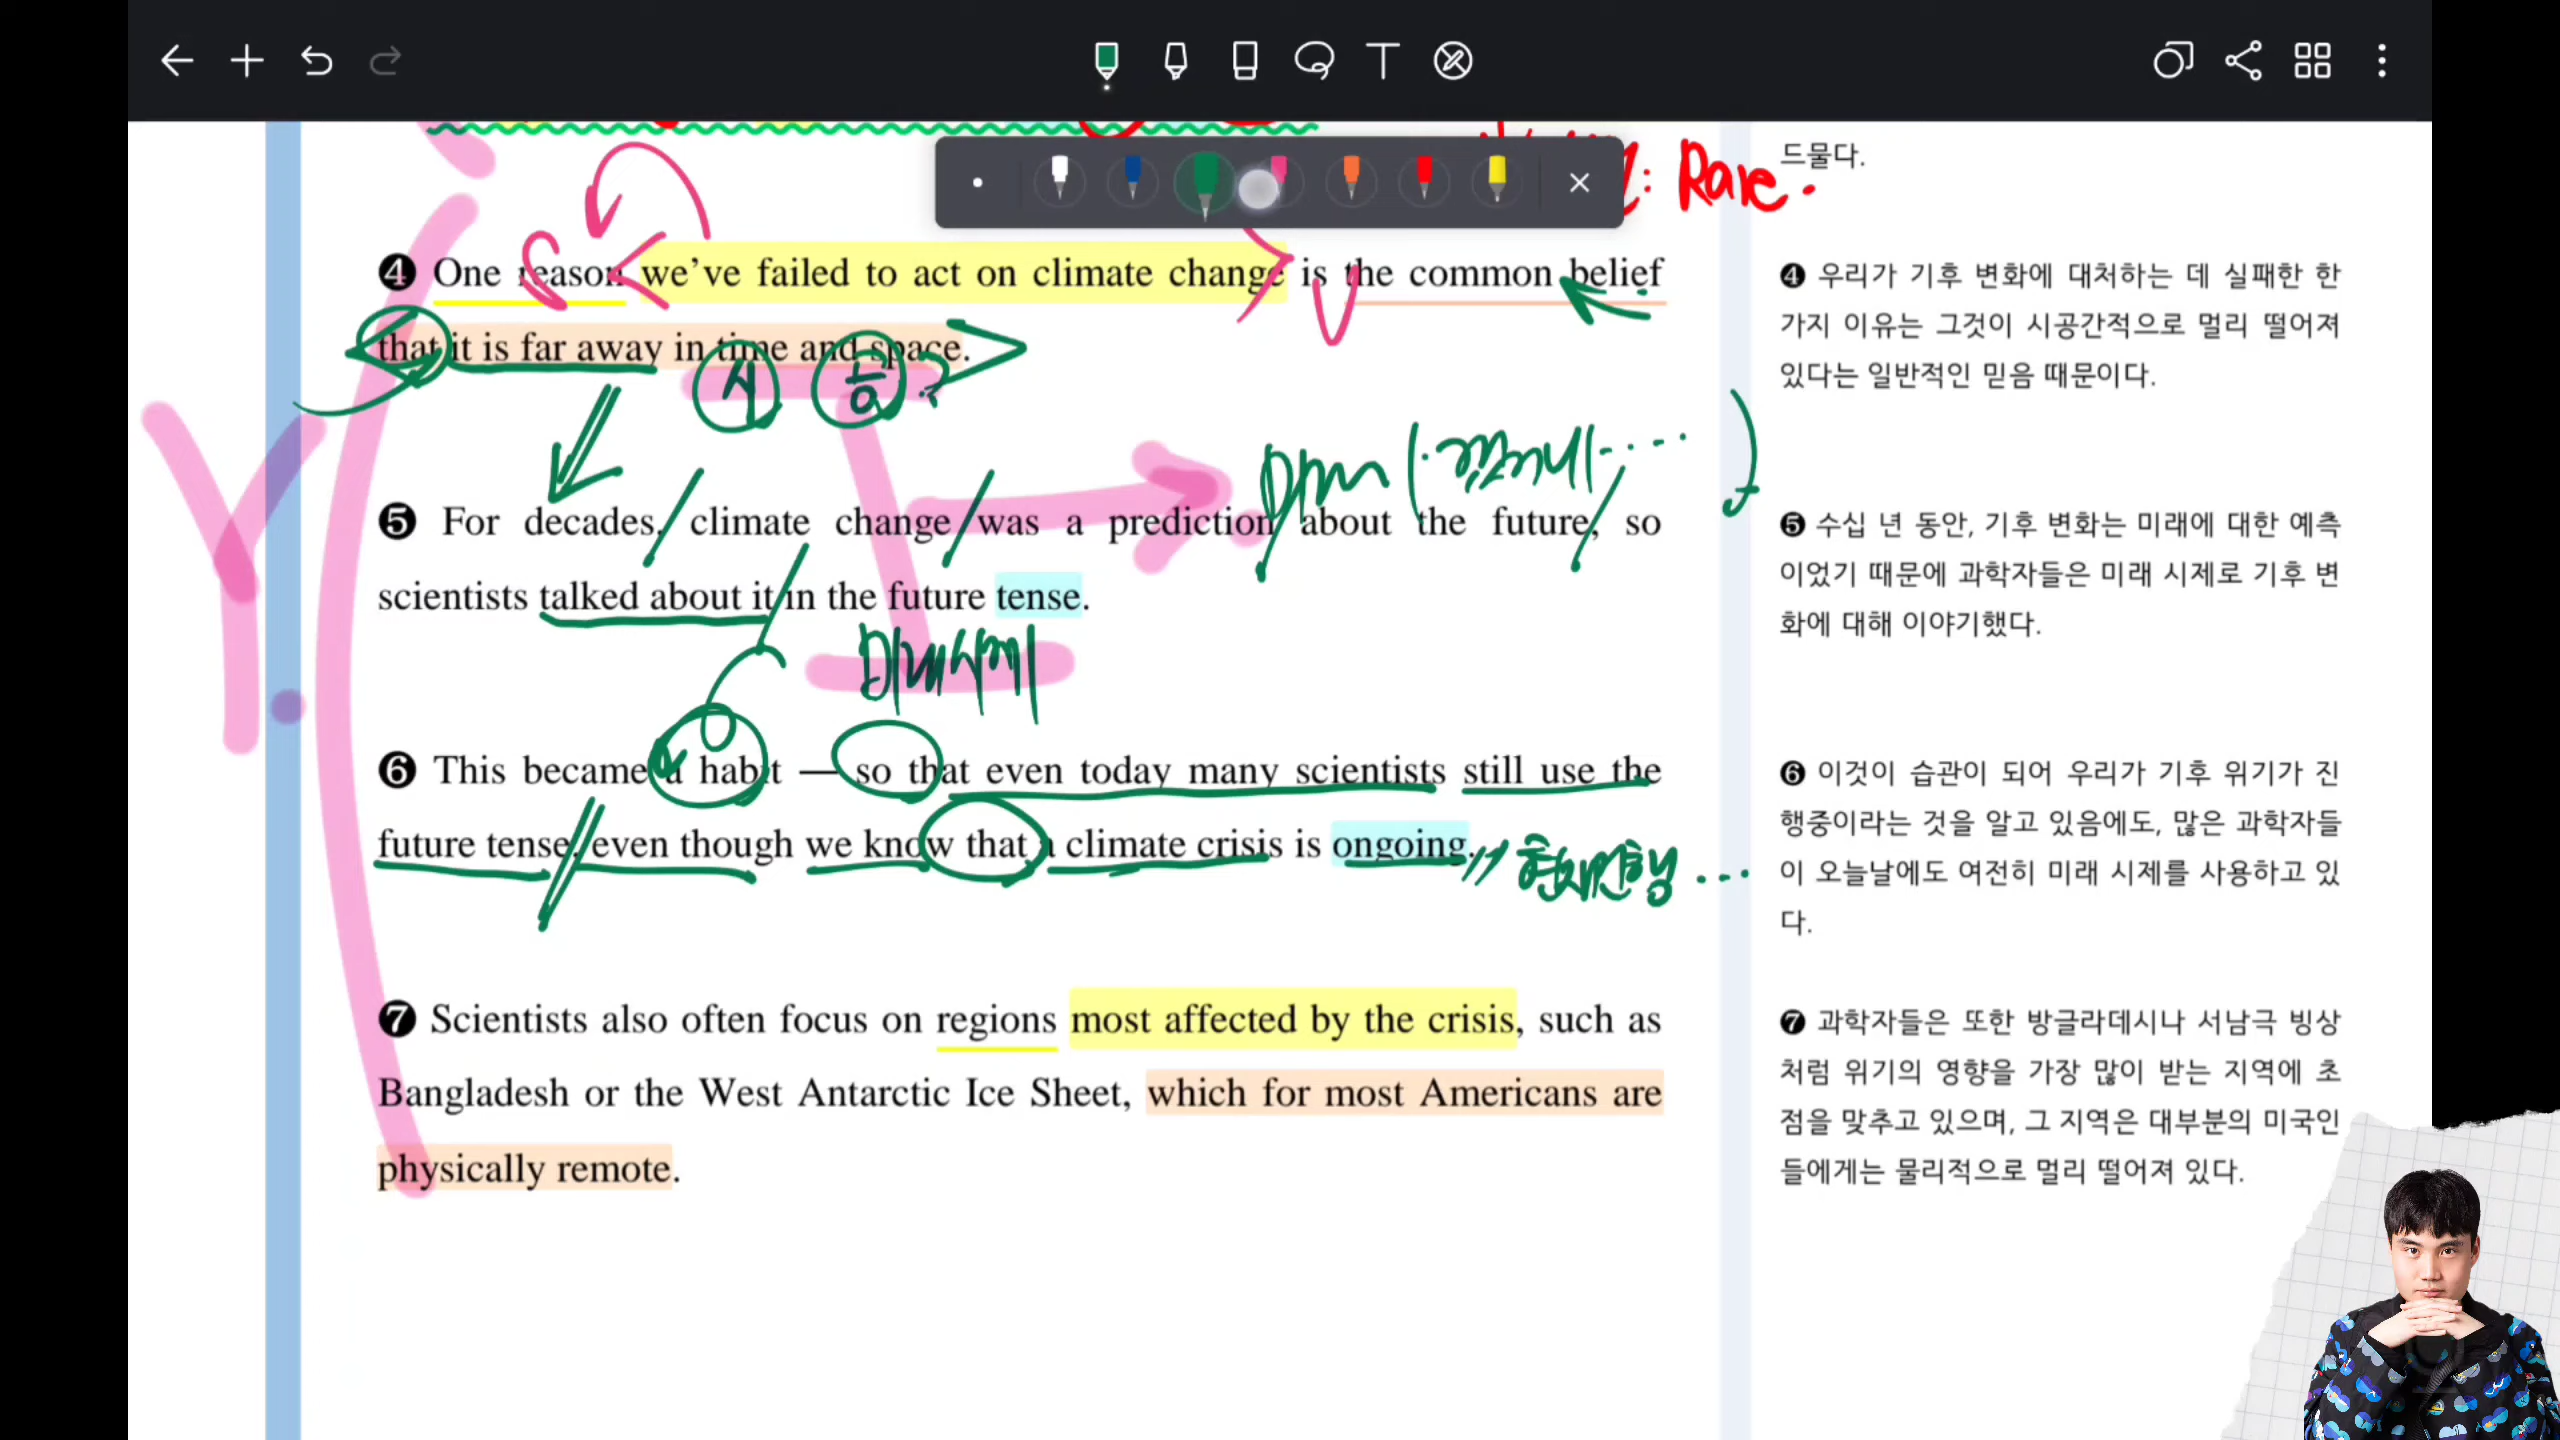 드물다.
: Rare.
❹ One reason we've failed to act on climate change is the common belief
that it is far away in time and space.
시 공 ?
❹ 우리가 기후 변화에 대처하는 데 실패한 한
가지 이유는 그것이 시공간적으로 멀리 떨어져
있다는 일반적인 믿음 때문이다.
❺ For decades, climate change was a prediction about the future, so
scientists talked about it in the future tense.
미래시제
❺ 수십 년 동안, 기후 변화는 미래에 대한 예측
이었기 때문에 과학자들은 미래 시제로 기후 변
화에 대해 이야기했다.
Y.
❻ This became a habit — so that even today many scientists still use the
future tense, even though we know that a climate crisis is ongoing.
현재진행 ...
❻ 이것이 습관이 되어 우리가 기후 위기가 진
행중이라는 것을 알고 있음에도, 많은 과학자들
이 오늘날에도 여전히 미래 시제를 사용하고 있
다.
❼ Scientists also often focus on regions most affected by the crisis, such as
Bangladesh or the West Antarctic Ice Sheet, which for most Americans are
physically remote.
❼ 과학자들은 또한 방글라데시나 서남극 빙상
처럼 위기의 영향을 가장 많이 받는 지역에 초
점을 맞추고 있으며, 그 지역은 대부분의 미국인
들에게는 물리적으로 멀리 떨어져 있다.